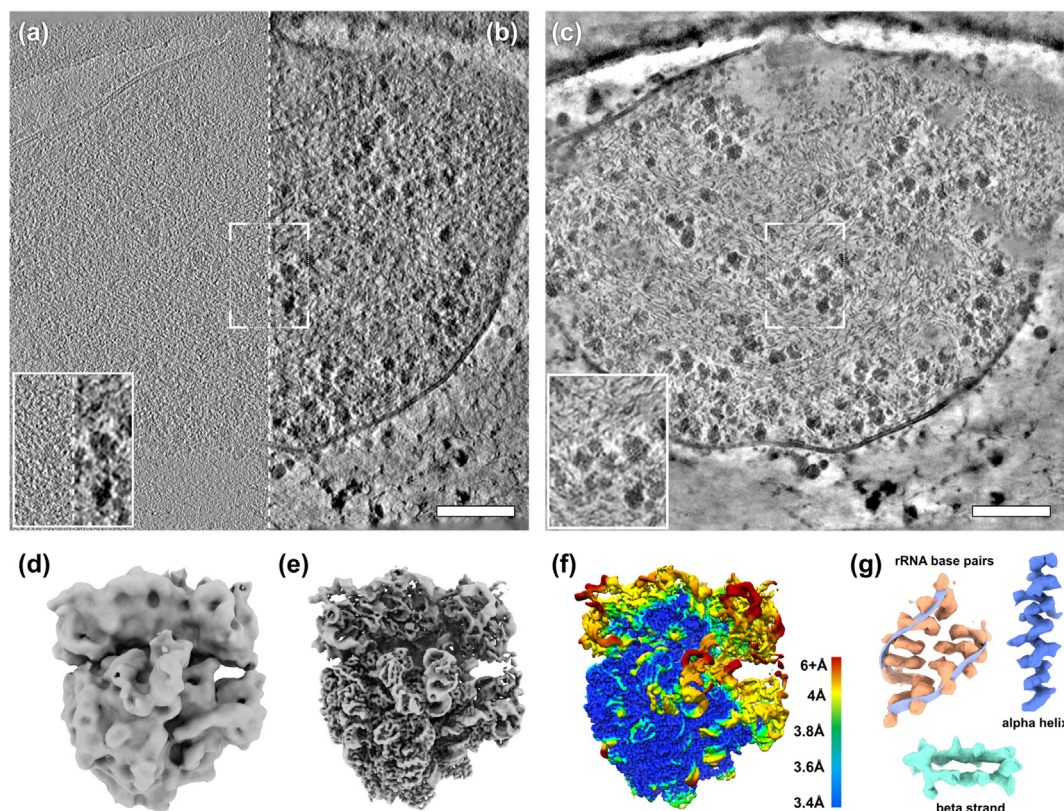 (a)
(b)
(c)
(d)
(e)
(f)
(g)
rRNA base pairs
6+Å
4Å
3.8Å
3.6Å
3.4Å
alpha helix
beta strand